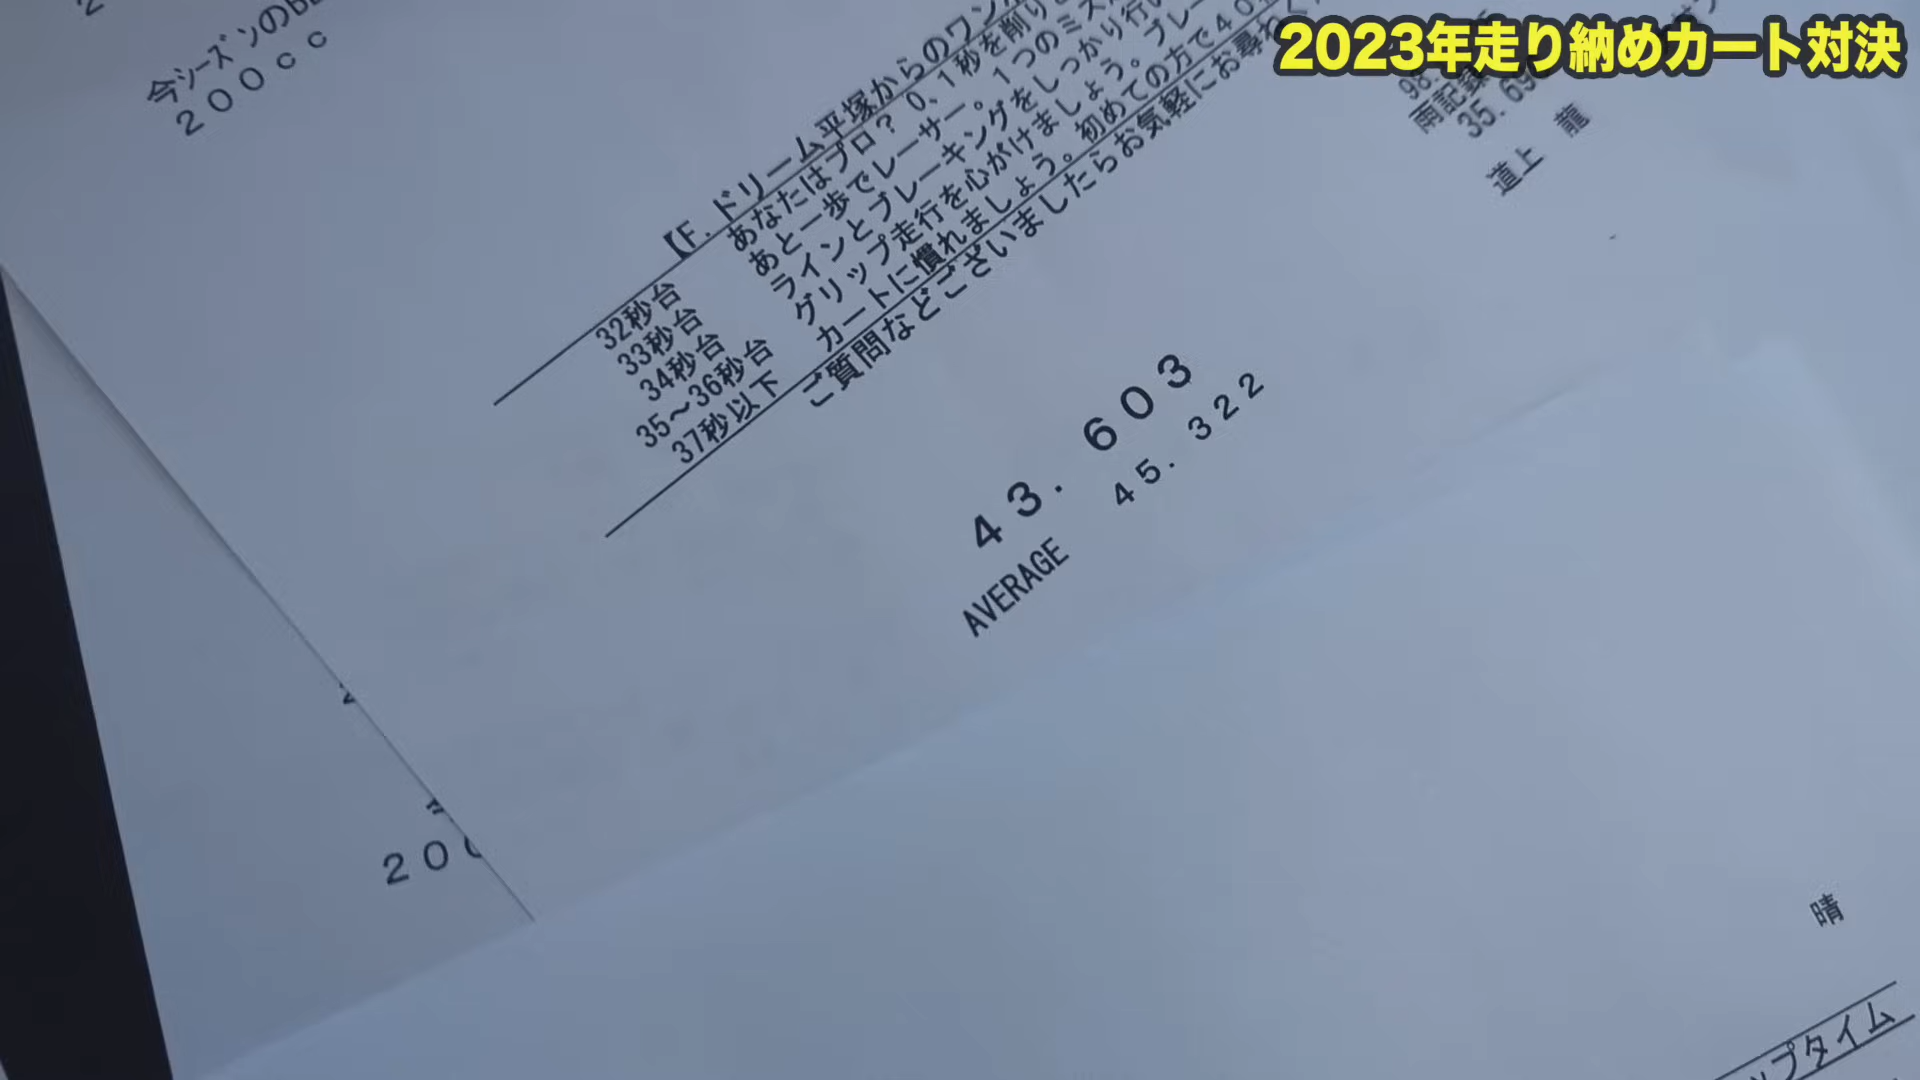 2023年走り納めカート対決
今シーズンの
200cc
【F.ドリーム平塚からのワン
32秒台 あなたはプロ? 0.1秒を削り
33秒台 あと一歩でレーサー。1つのミス
34秒台 ラインとブレーキングをしっかり行い
35～36秒台 グリップ走行を心がけましょう。ブレー
37秒以下 カートに慣れましょう。初めての方で40
ご質問などございましたらお気軽にお尋ねく
43.603
AVERAGE 45.322
98.
雨記録
35.69
道上 龍
20
晴
プタイム